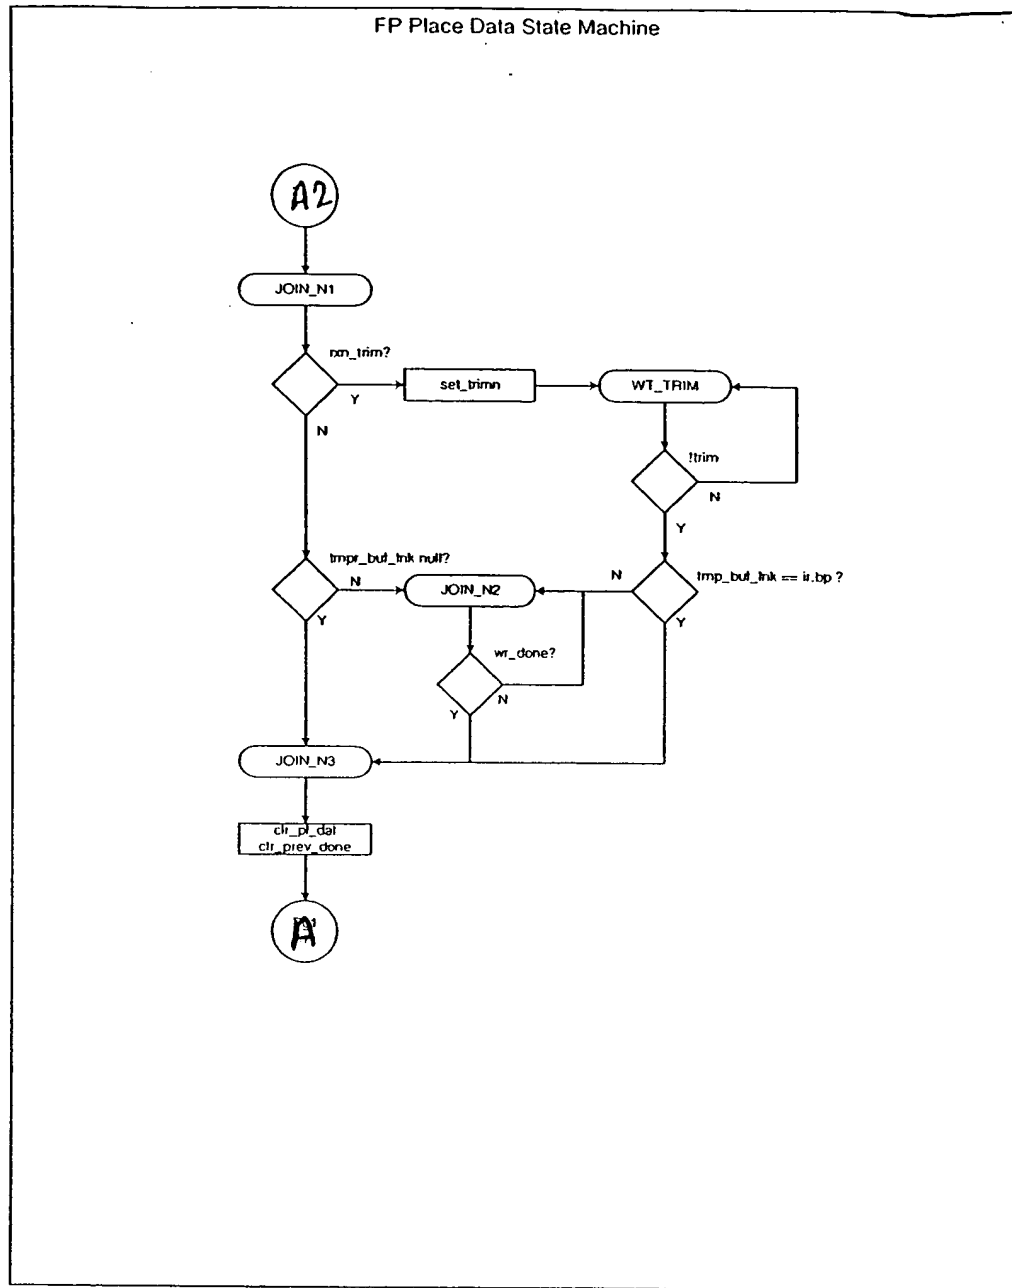 FP Place Data State Machine
A2
JOIN_N1
rxn_trim?
Y
set_trimn
WT_TRIM
N
!trim
N
Y
tmpr_buf_lnk null?
N
JOIN_N2
N
tmp_buf_lnk == ir.bp ?
Y
Y
wr_done?
N
Y
JOIN_N3
clr_pl_dat
clr_prev_done
A